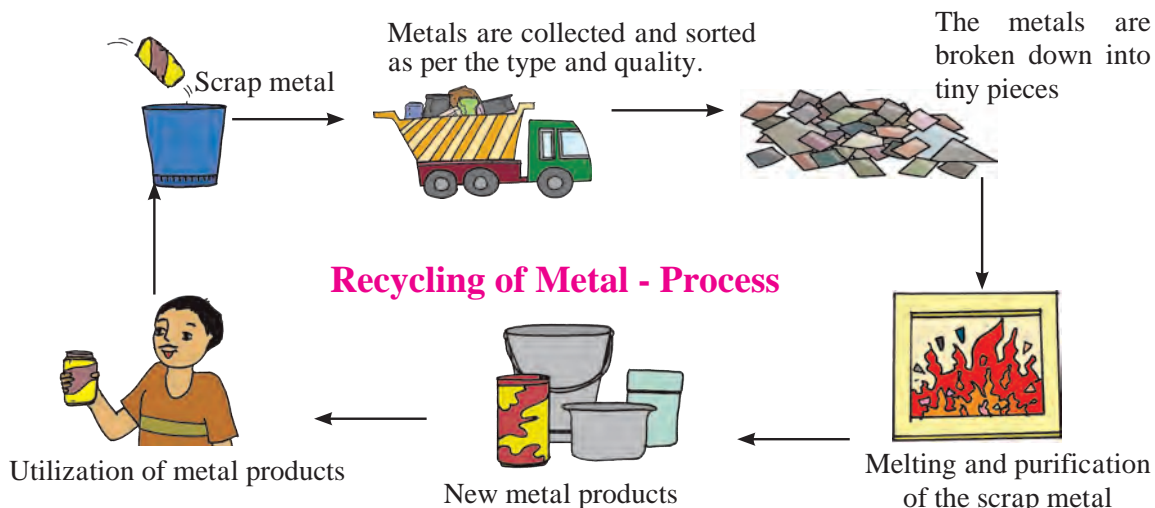 Scrap metal
Metals are collected and sorted
as per the type and quality.
The metals are
broken down into
tiny pieces
Recycling of Metal - Process
Utilization of metal products
New metal products
Melting and purification
of the scrap metal